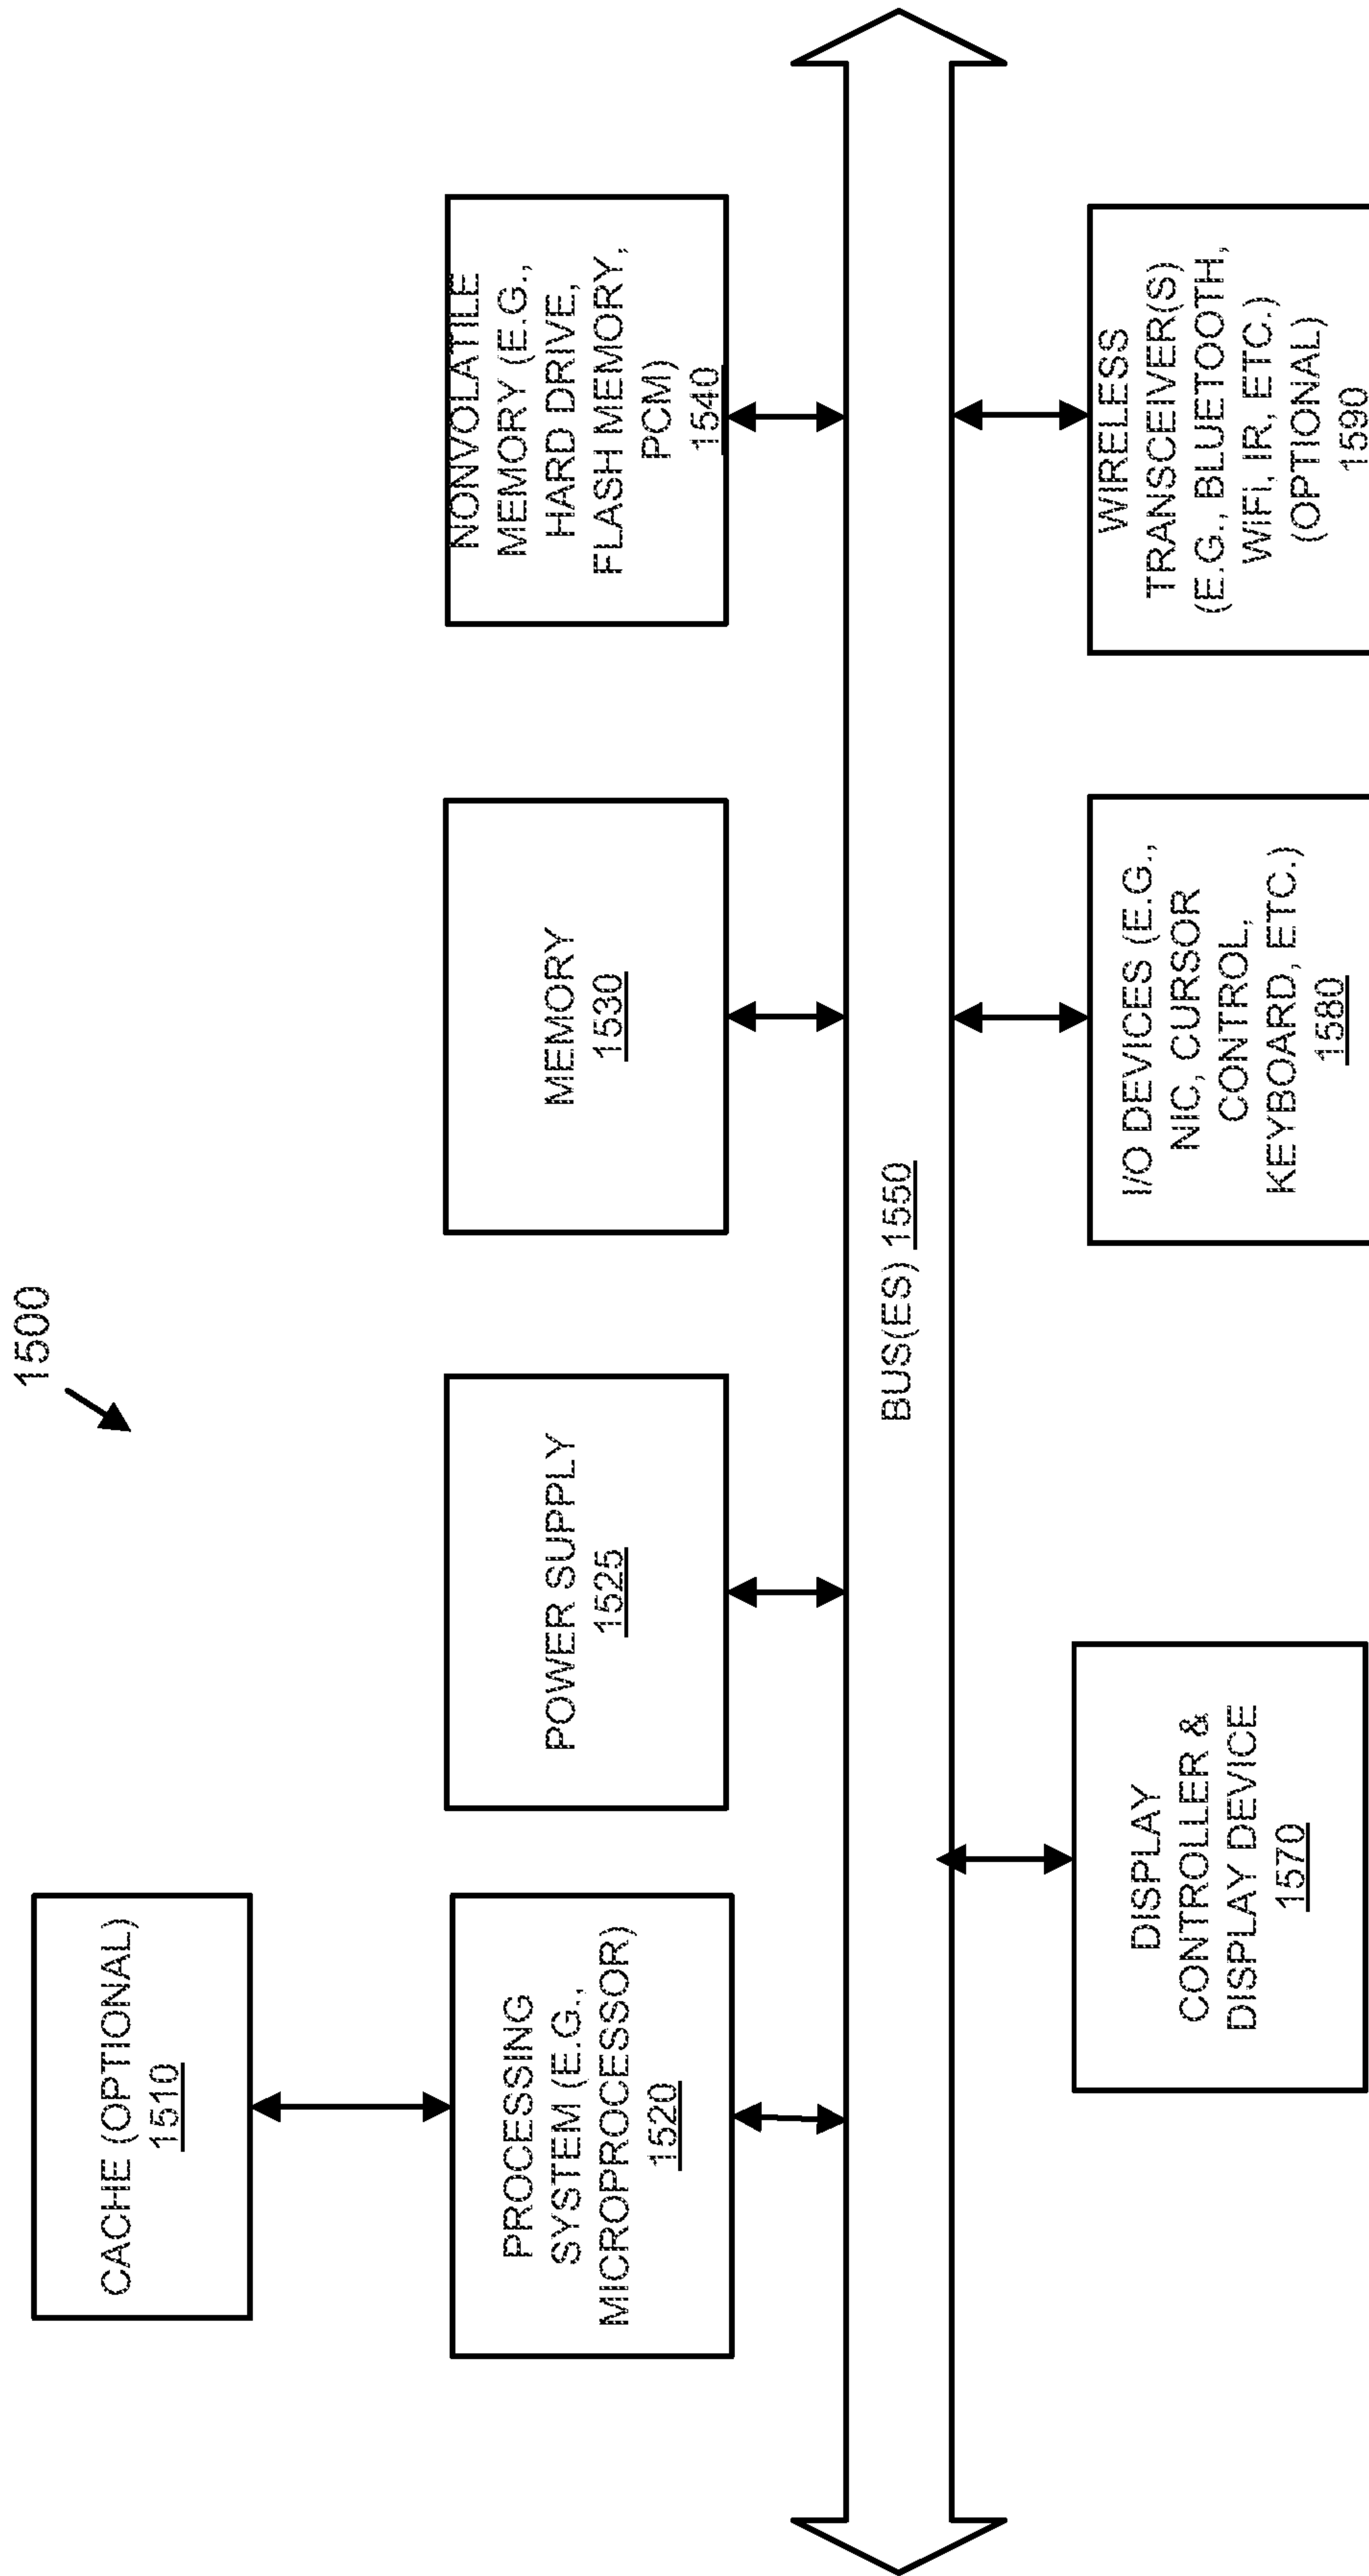 1500
CACHE (OPTIONAL)
1510
PROCESSING
SYSTEM (E.G.,
MICROPROCESSOR)
1520
POWER SUPPLY
1525
MEMORY
1530
NONVOLATILE
MEMORY (E.G.,
HARD DRIVE,
FLASH MEMORY,
PCM)
1540
BUS(ES) 1550
DISPLAY
CONTROLLER &
DISPLAY DEVICE
1570
I/O DEVICES (E.G.,
NIC, CURSOR
CONTROL,
KEYBOARD, ETC.)
1580
WIRELESS
TRANSCEIVER(S)
(E.G., BLUETOOTH,
WIFI, IR, ETC.)
(OPTIONAL)
1590